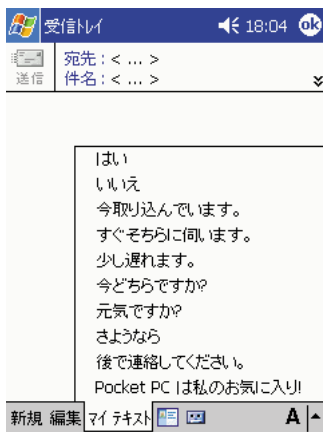 受信トレイ 18:04 ok
宛先:< ... >
送信 件名:< ... >
はい
いいえ
今取り込んでいます。
すぐそちらに伺います。
少し遅れます。
今どちらですか?
元気ですか?
さようなら
後で連絡してください。
Pocket PC は私のお気に入り!
新規 編集 マイ テキスト A